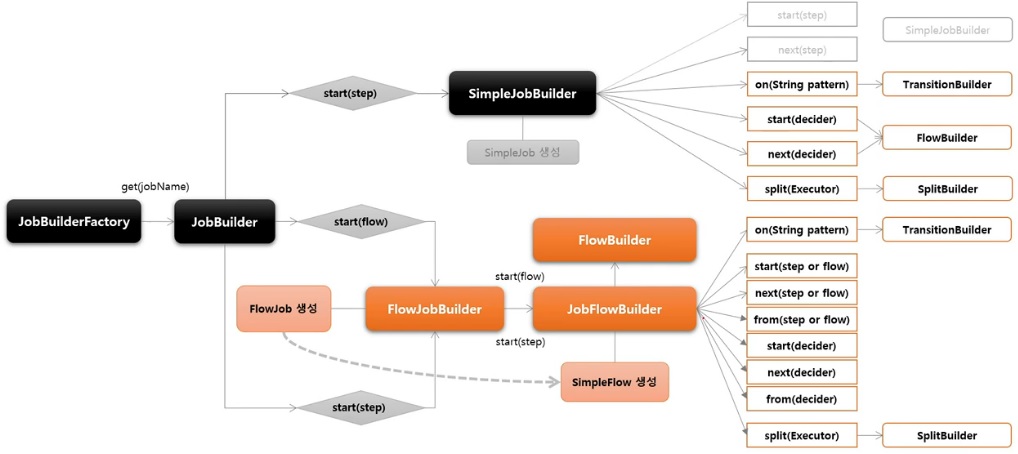 start(step)
SimpleJobBuilder
next(step)
start(step)
SimpleJobBuilder
on(String pattern)
TransitionBuilder
start(decider)
FlowBuilder
SimpleJob 생성
next(decider)
get(jobName)
split(Executor)
SplitBuilder
JobBuilderFactory
JobBuilder
start(flow)
FlowBuilder
on(String pattern)
TransitionBuilder
start(flow)
start(step or flow)
next(step or flow)
FlowJob 생성
FlowJobBuilder
JobFlowBuilder
from(step or flow)
start(step)
start(decider)
next(decider)
SimpleFlow 생성
from(decider)
start(step)
split(Executor)
SplitBuilder